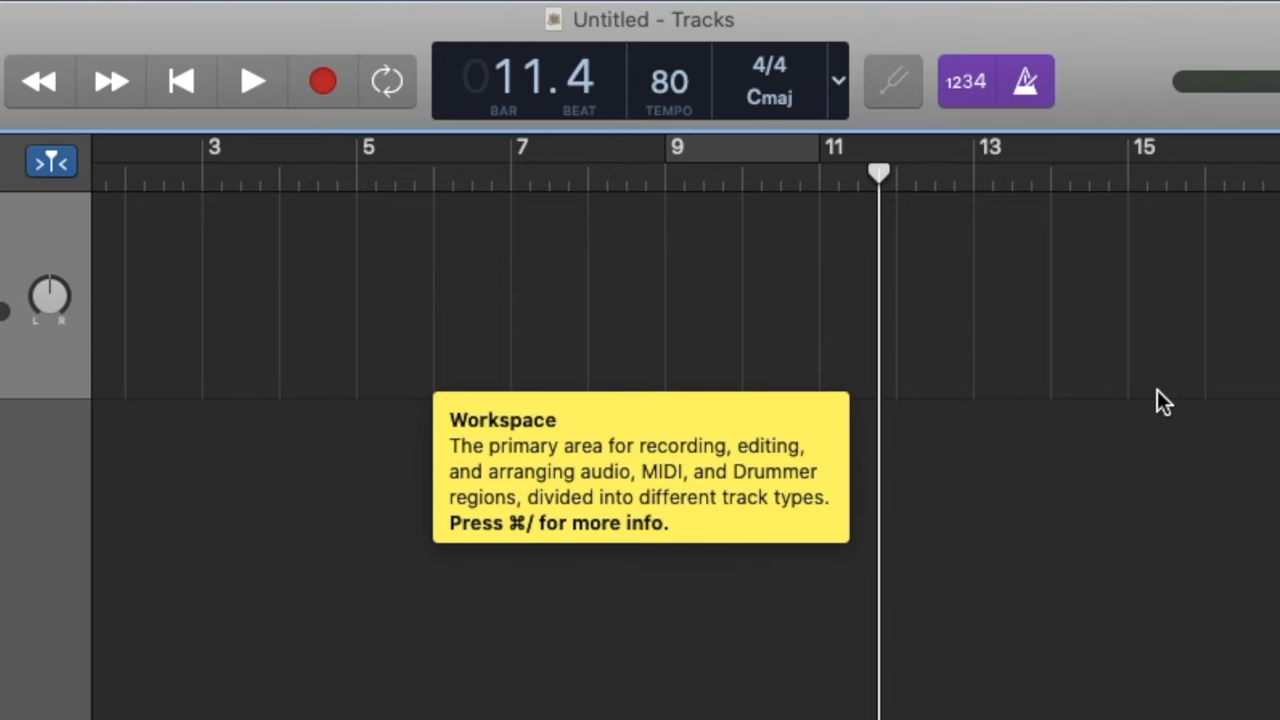 Untitled - Tracks
011.4
BAR BEAT
80
TEMPO
4/4
Cmaj
1234
3 5 7 9 11 13 15
L R
Workspace
The primary area for recording, editing,
and arranging audio, MIDI, and Drummer
regions, divided into different track types.
Press ⌘/ for more info.